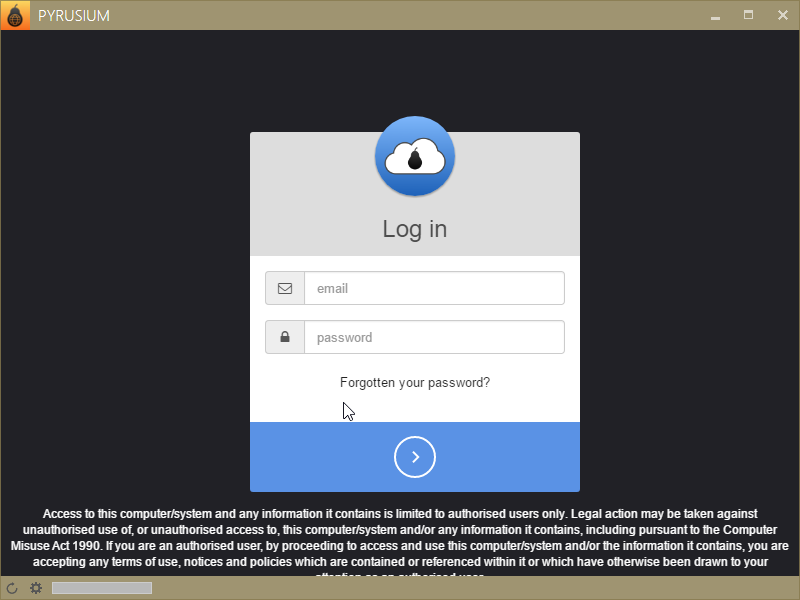 PYRUSIUM
Log in
email
password
Forgotten your password?
Access to this computer/system and any information it contains is limited to authorised users only. Legal action may be taken against
unauthorised use of, or unauthorised access to, this computer/system and/or any information it contains, including pursuant to the Computer
Misuse Act 1990. If you are an authorised user, by proceeding to access and use this computer/system and/or the information it contains, you are
accepting any terms of use, notices and policies which are contained or referenced within it or which have otherwise been drawn to your
attention as an authorised user.